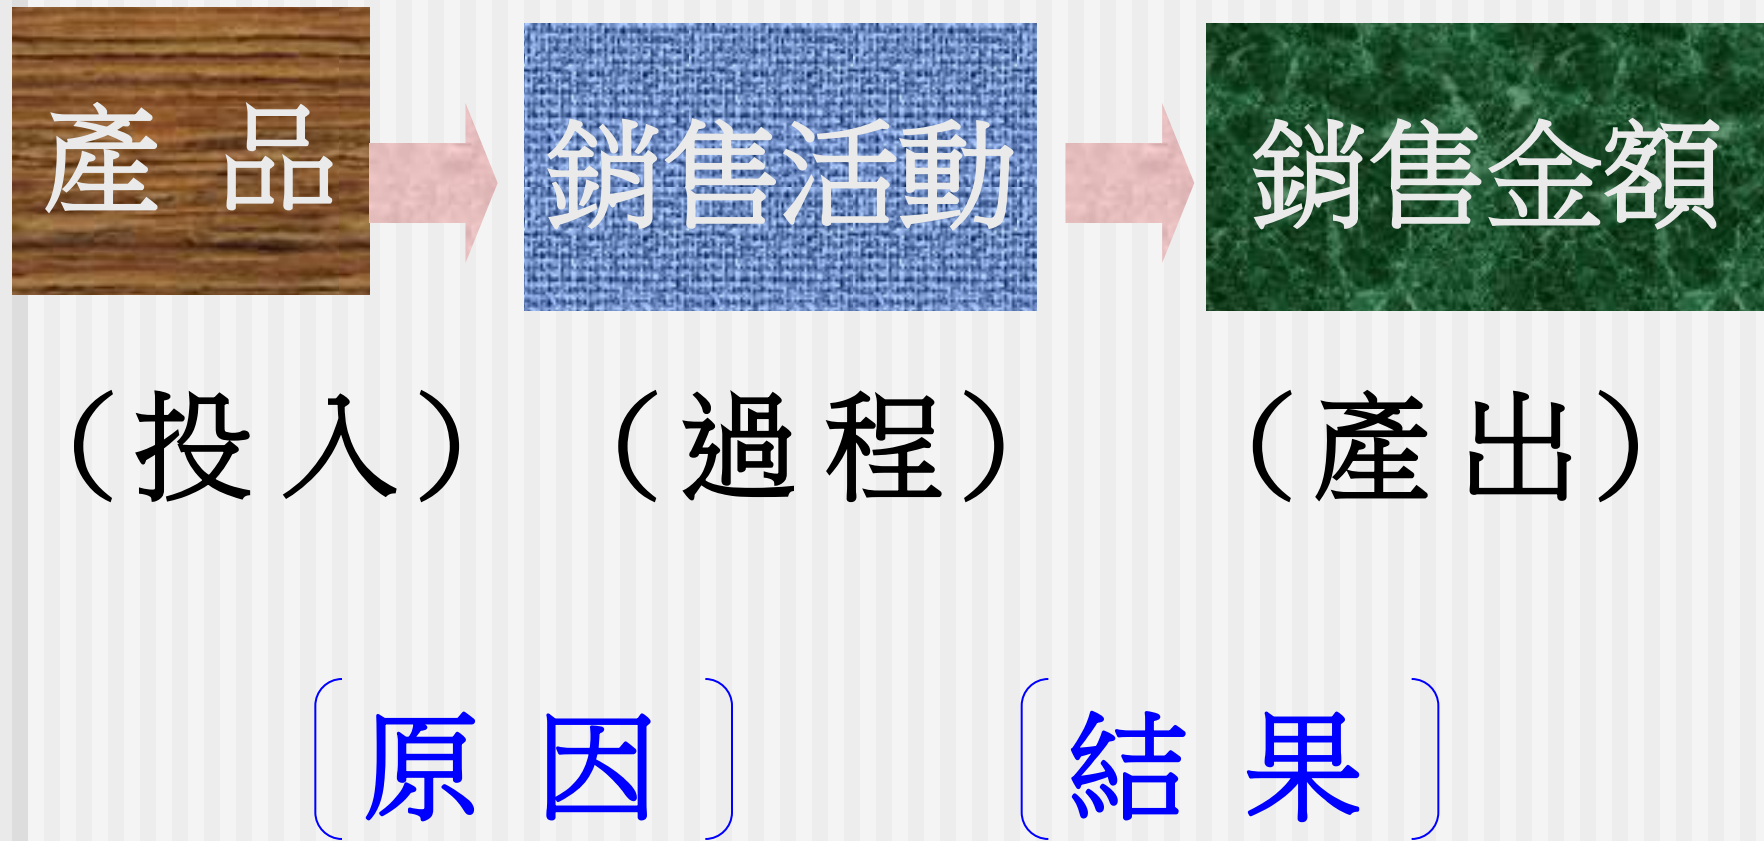 產 品 銷售活動 銷售金額
（投 入）（過 程） （產 出）
原 因 結 果